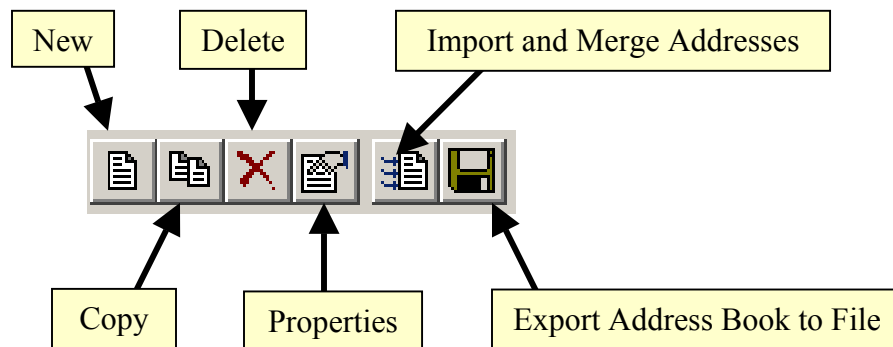 New
Delete
Import and Merge Addresses
Copy
Properties
Export Address Book to File